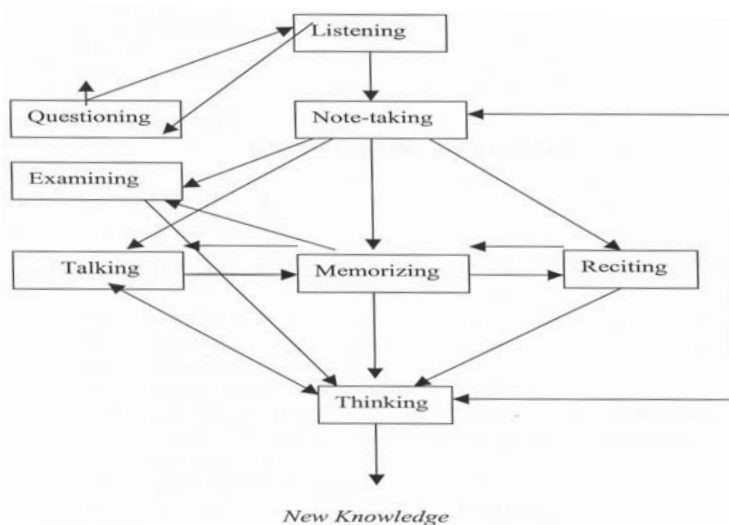 Listening
Questioning
Note-taking
Examining
Talking
Memorizing
Reciting
Thinking
New Knowledge